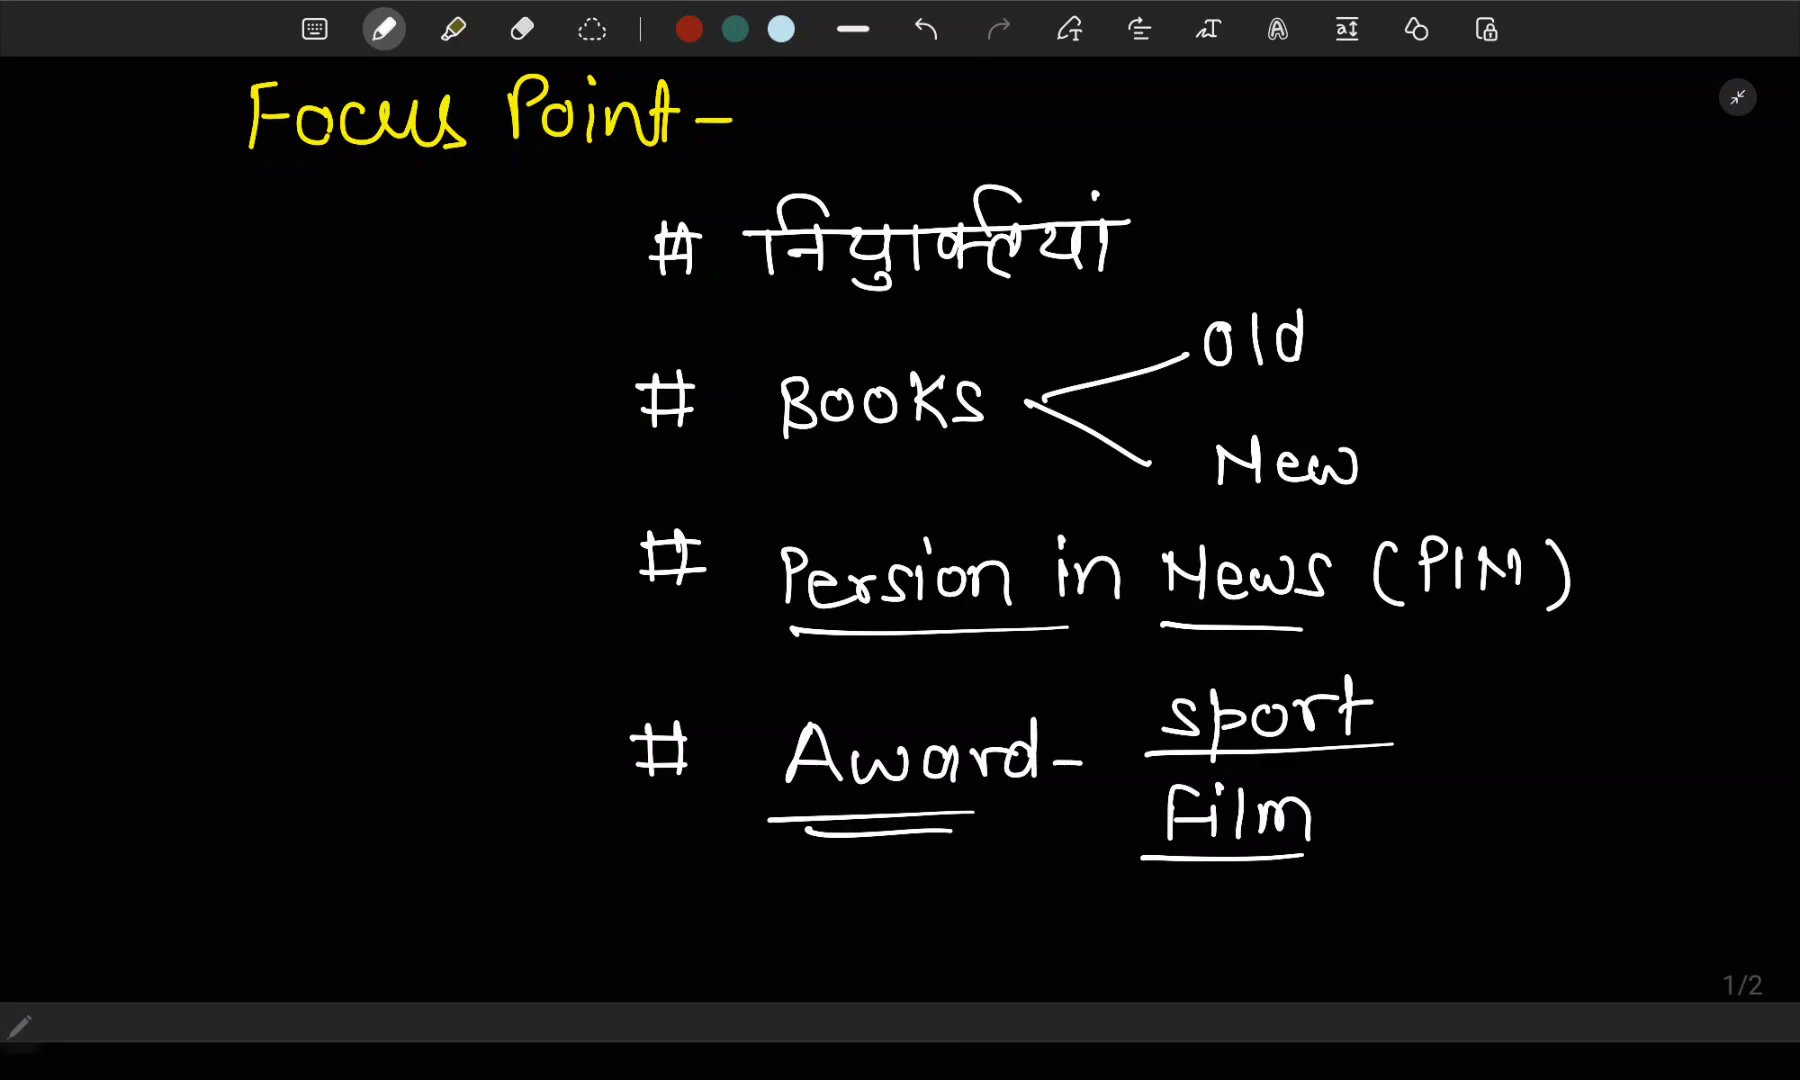 Focus Point-
# नियुक्तियां
# Books
Old
New
# Persion in News (PIN)
# Award- sport
Film
1/2